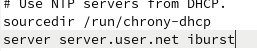 # Use NTP servers from DHCP.
sourcedir /run/chrony-dhcp
server server.user.net iburst